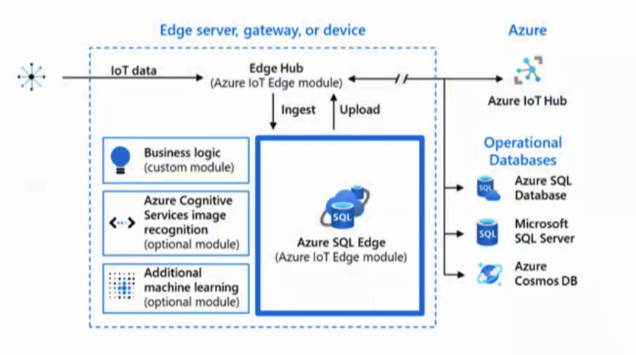 Edge server, gateway, or device
Azure
IoT data
Edge Hub
(Azure IoT Edge module)
Azure IoT Hub
Ingest
Upload
Business logic
(custom module)
Azure Cognitive
Services image
recognition
(optional module)
Additional
machine learning
(optional module)
SQL
Azure SQL Edge
(Azure IoT Edge module)
Operational
Databases
SQL
Azure SQL
Database
SQL
Microsoft
SQL Server
Azure
Cosmos DB